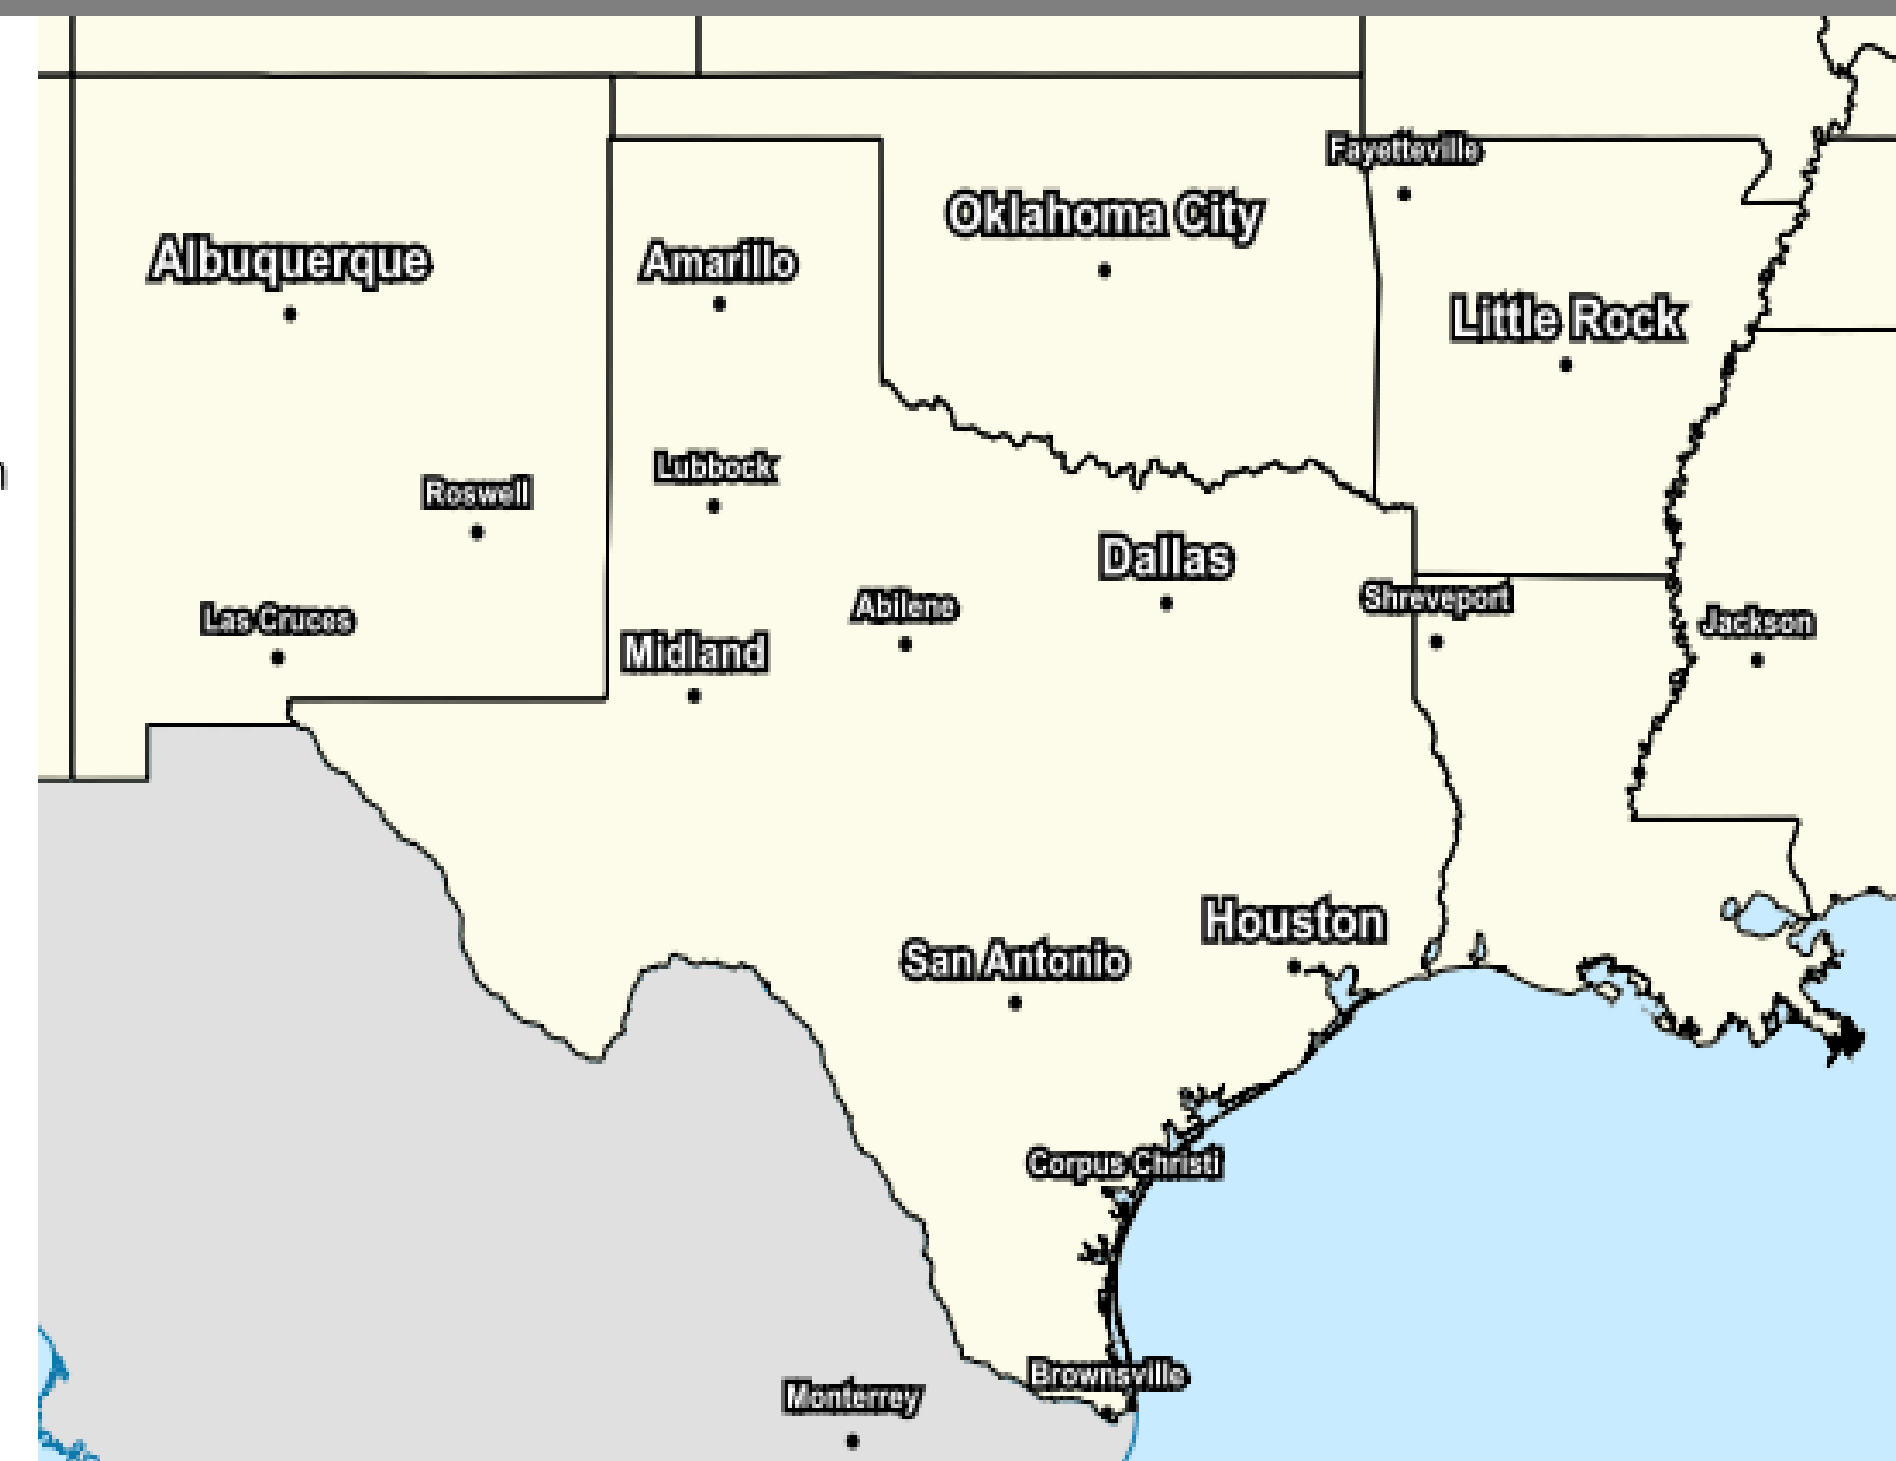 Fayetteville
Oklahoma City
Albuquerque
Amarillo
Little Rock
Lubbock
Roswell
Dallas
Shreveport
Abilene
Las Cruces
Jackson
Midland
Houston
San Antonio
Corpus Christi
Brownsville
Monterrey